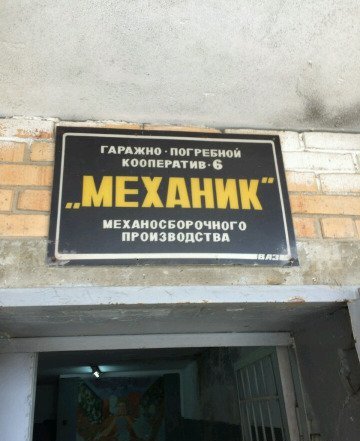 ГАРАЖНО·ПОГРЕБНОЙ
КООПЕРАТИВ·6
„МЕХАНИК"
МЕХАНОСБОРОЧНОГО
ПРОИЗВОДСТВА
ВАЗ